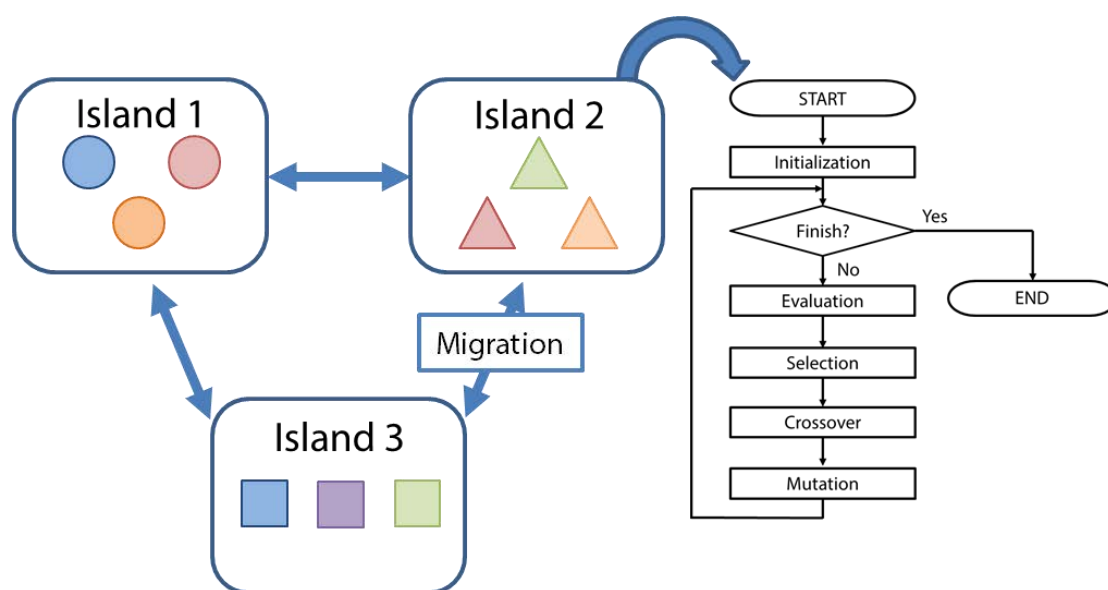 Island 1
Island 2
Migration
Island 3
START
Initialization
Finish?
Yes
No
Evaluation
END
Selection
Crossover
Mutation